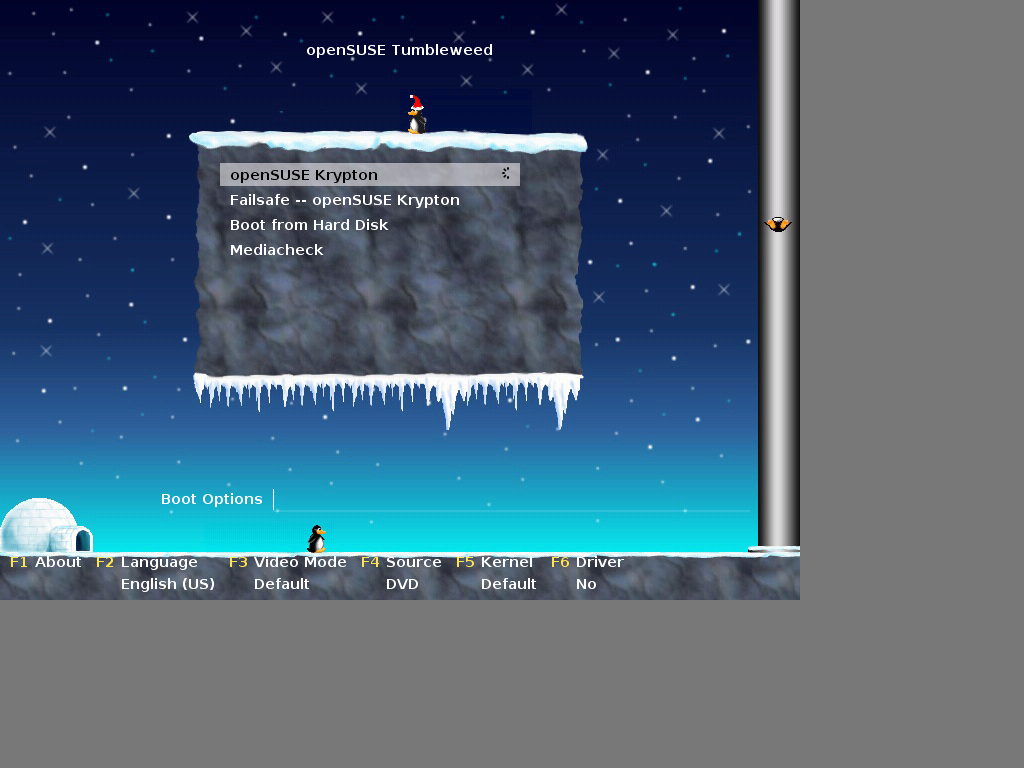 openSUSE Tumbleweed
openSUSE Krypton
Failsafe -- openSUSE Krypton
Boot from Hard Disk
Mediacheck
Boot Options
F1 About F2 Language F3 Video Mode F4 Source F5 Kernel F6 Driver
English (US) Default DVD Default No